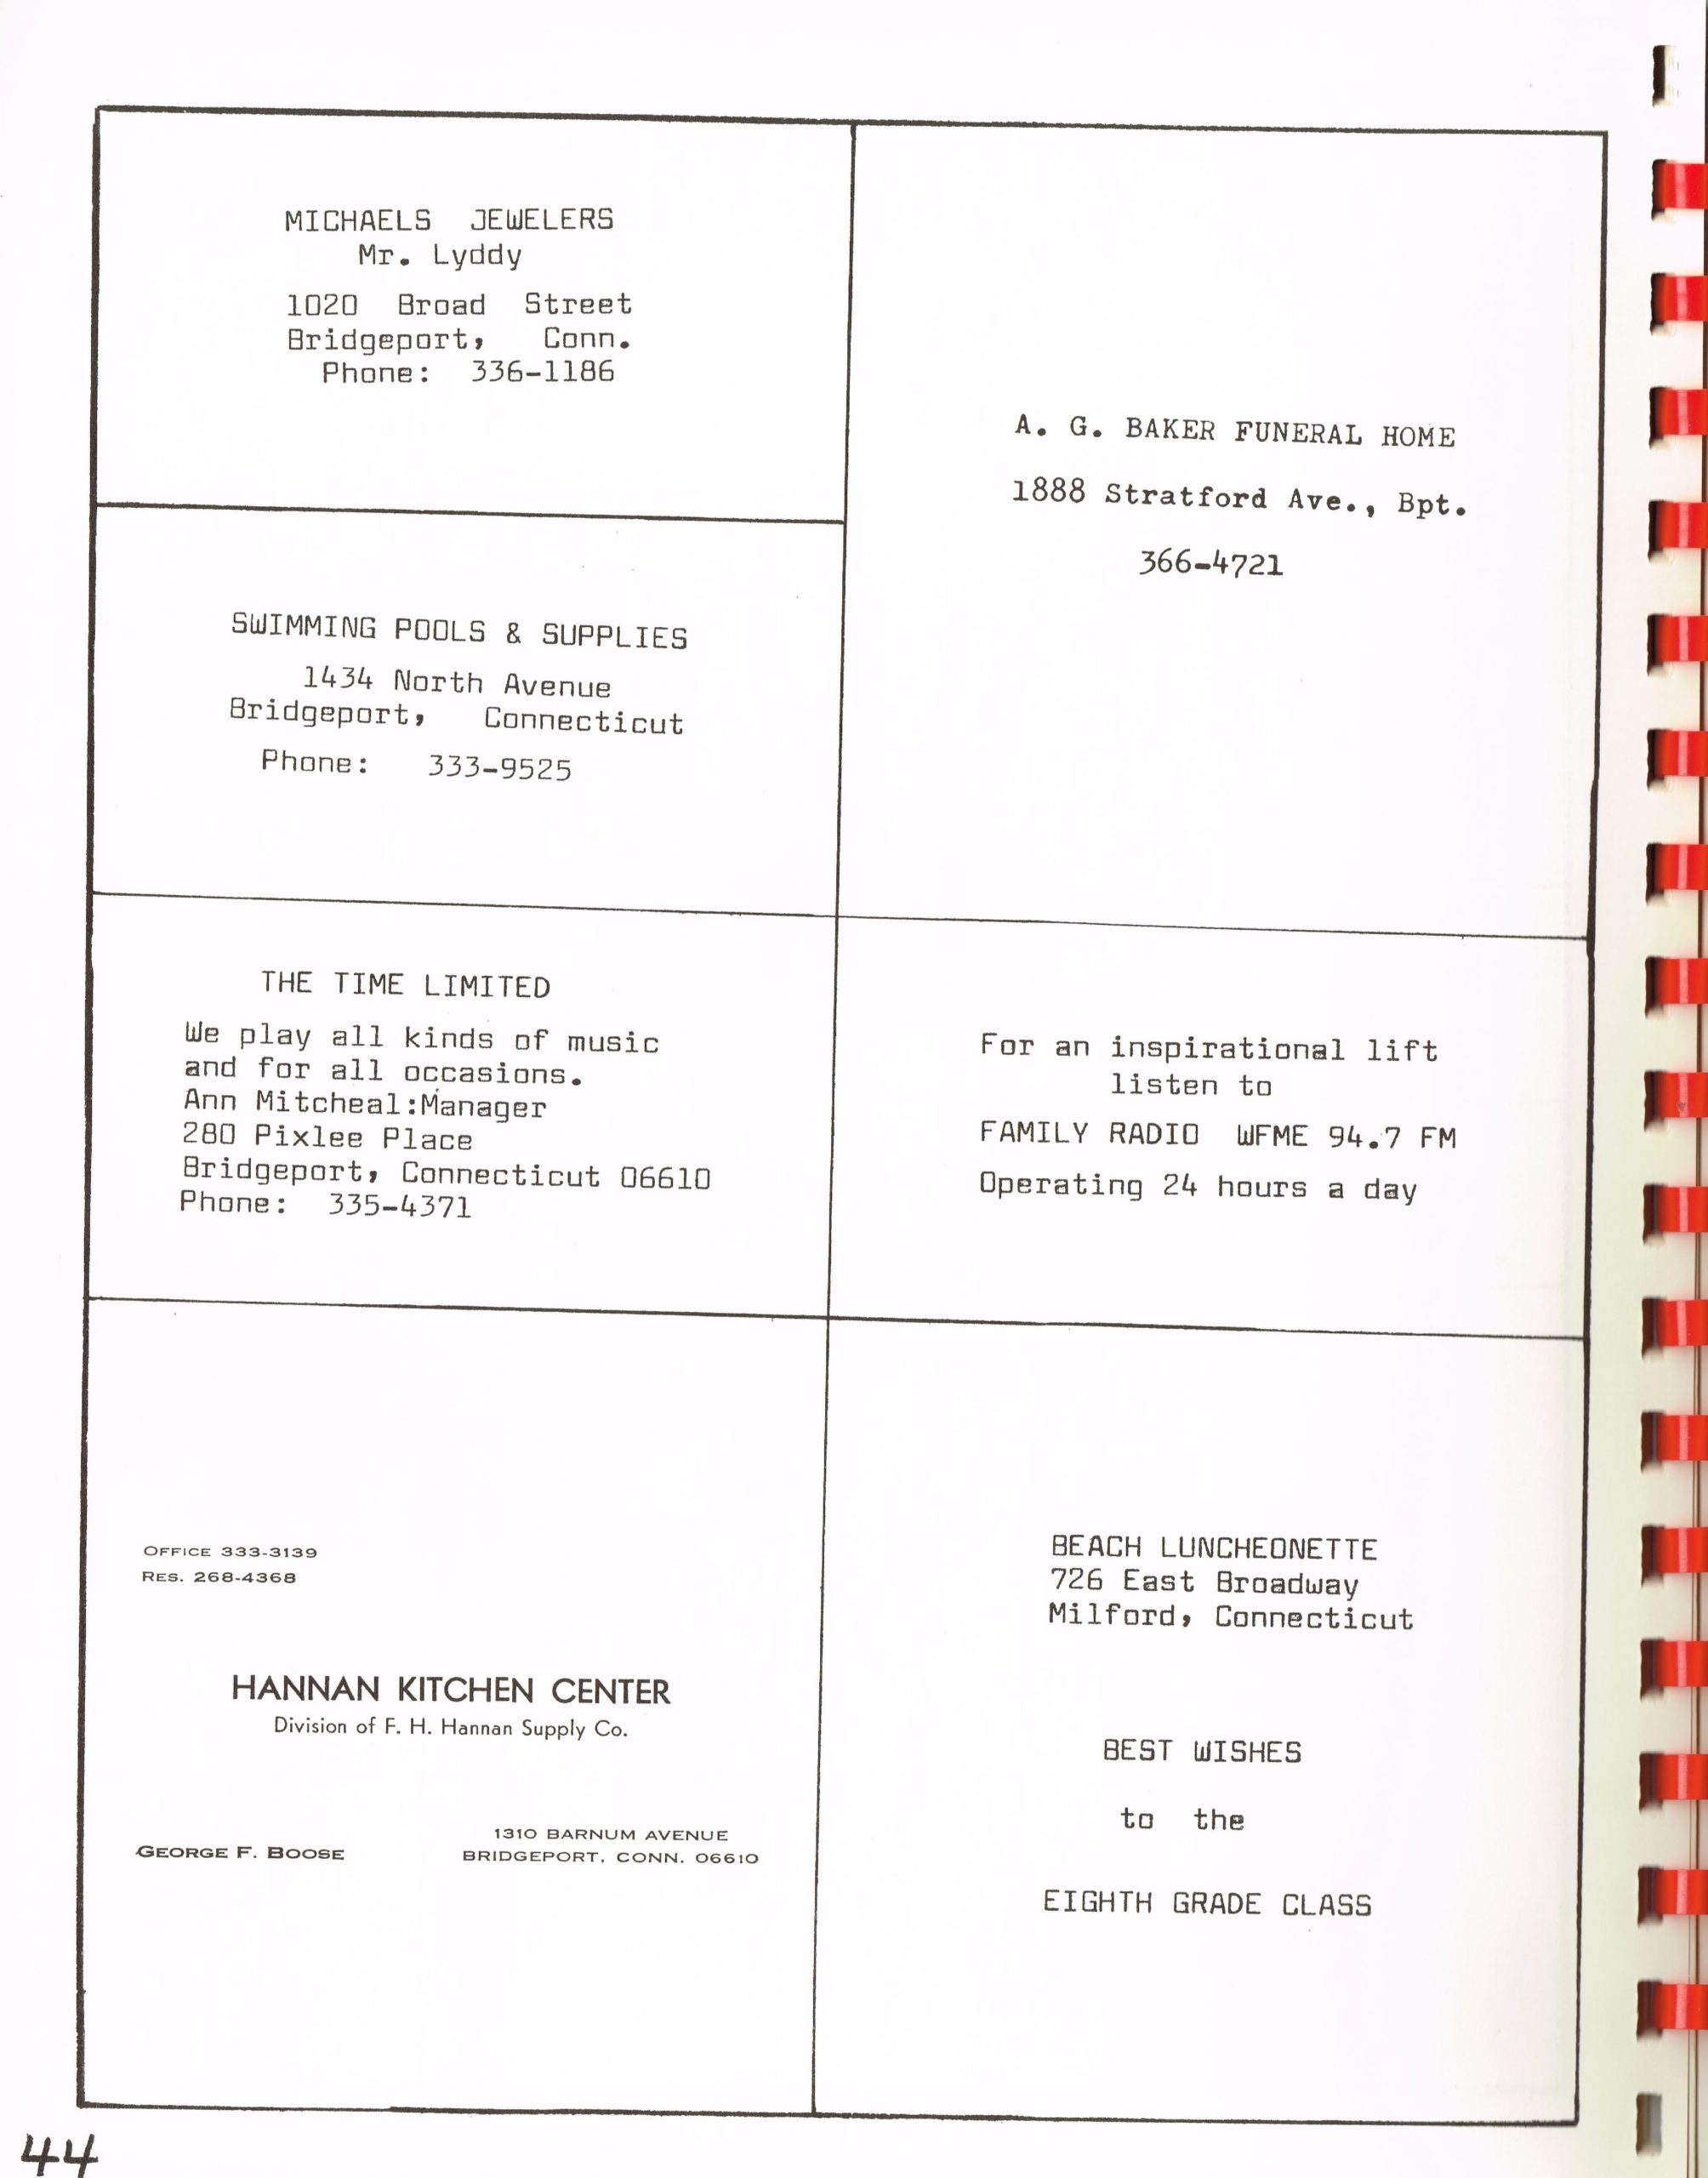 MICHAELS JEWELERS
Mr. Lyddy
1020 Broad Street
Bridgeport, Conn.
Phone: 336-1186
A. G. BAKER FUNERAL HOME
1888 Stratford Ave., Bpt.
366-4721
SWIMMING POOLS & SUPPLIES
1434 North Avenue
Bridgeport, Connecticut
Phone: 333-9525
THE TIME LIMITED
We play all kinds of music
and for all occasions.
Ann Mitcheal:Manager
280 Pixlee Place
Bridgeport, Connecticut 06610
Phone: 335-4371
For an inspirational lift
listen to
FAMILY RADIO WFME 94.7 FM
Operating 24 hours a day
OFFICE 333-3139
RES. 268-4368
HANNAN KITCHEN CENTER
Division of F. H. Hannan Supply Co.
GEORGE F. BOOSE
1310 BARNUM AVENUE
BRIDGEPORT, CONN. 06610
BEACH LUNCHEONETTE
726 East Broadway
Milford, Connecticut
BEST WISHES
to the
EIGHTH GRADE CLASS
44